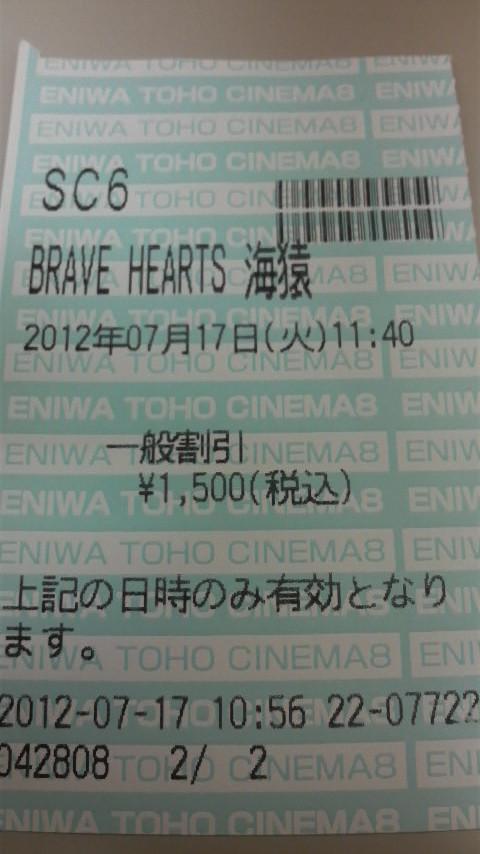 SC6
BRAVE HEARTS 海猿
2012年07月17日(火)11:40
一般割引
¥1,500(税込)
上記の日時のみ有効となり
ます。
2012-07-17 10:56 22-0772
042808 2/ 2
ENIWA TOHO CINEMA8